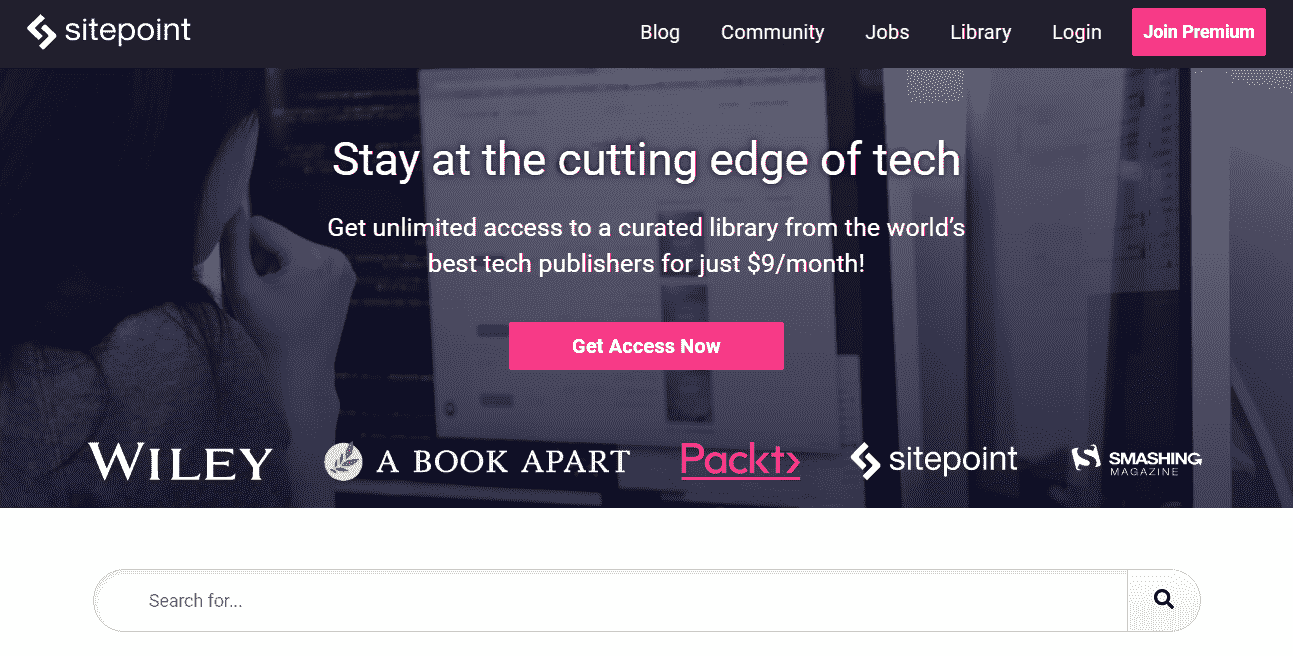 sitepoint
Blog
Community
Jobs
Library
Login
Join Premium
Stay at the cutting edge of tech
Get unlimited access to a curated library from the world’s
best tech publishers for just $9/month!
Get Access Now
WILEY
A BOOK APART
Packt>
sitepoint
SMASHING
MAGAZINE
Search for...